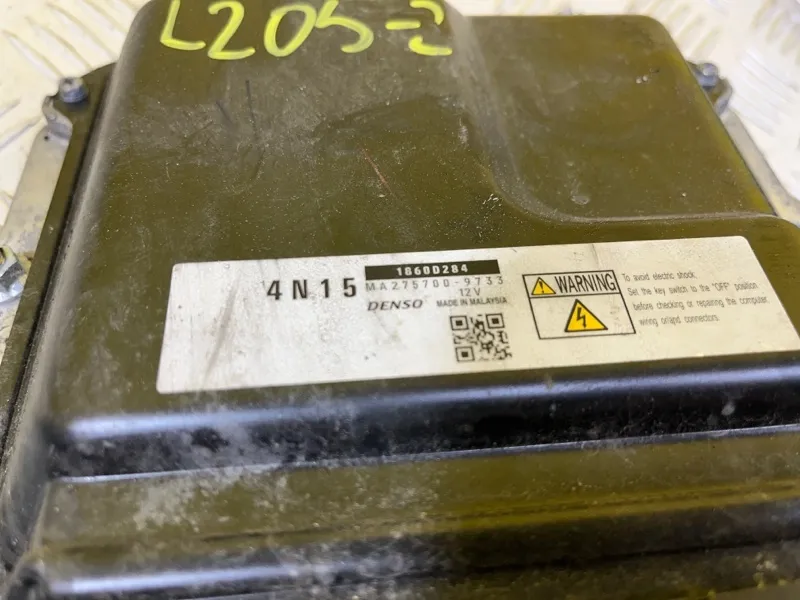 L205-2
4N15
1860D284
MA275700-9733
12V
DENSO MADE IN MALAYSIA
WARNING
To avoid electric shock.
Set the key switch to the "OFF" position
before checking or repairing the computer,
wiring or/and connectors.